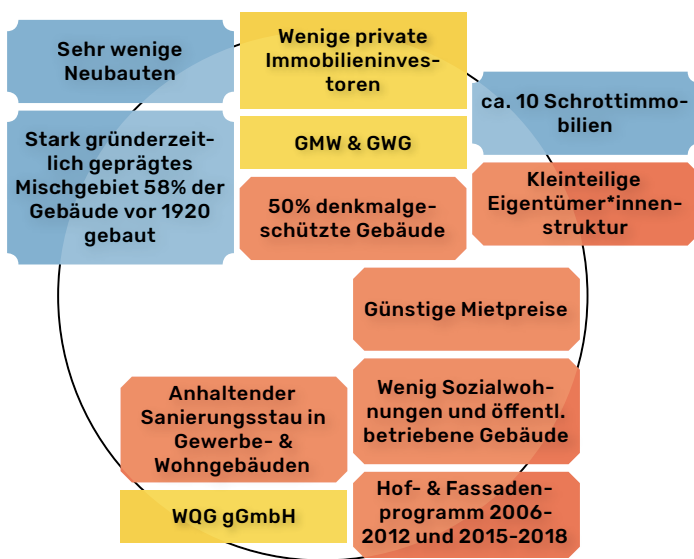 Sehr wenige
Neubauten
Wenige private
Immobilieninves-
toren
ca. 10 Schrottimmo-
bilien
Stark gründerzeit-
lich geprägtes
Mischgebiet 58% der
Gebäude vor 1920
gebaut
GMW & GWG
50% denkmalge-
schützte Gebäude
Kleinteilige
Eigentümer*innen-
struktur
Günstige Mietpreise
Anhaltender
Sanierungsstau in
Gewerbe- &
Wohngebäuden
Wenig Sozialwoh-
nungen und öffentl.
betriebene Gebäude
WQG gGmbH
Hof- & Fassaden-
programm 2006-
2012 und 2015-2018